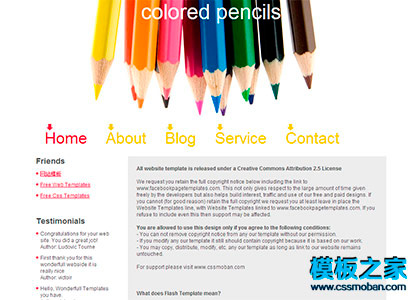 colored pencils
Home About Blog Service Contact
Friends
网站模板
Free Web Templates
Free Css Templates
Testimonials
Congratulations for your
web site. You did a great job!
Author: Ludovic Tourne
First thank you for this
wonderfull website it is
really nice
Author: victoir
Hello, Wonderfull Templates
You have
All website template is released under a Creative Commons Attribution 2.5 License
We request you retain the full copyright notice below including the link to
www.facebookpagetemplates.com. This not only gives respect to the large amount of time given
freely by the developers but also helps build interest, traffic and use of our free and paid designs. If
you cannot (for good reason) retain the full copyright we request you at least leave in place the
Website Templates line, with Website Templates linked to www.facebookpagetemplates.com. If you
refuse to include even this then support may be affected.
You are allowed to use this design only if you agree to the following conditions:
- You can not remove copyright notice from any template without our permission.
- If you modify any our template it still should contain copyright because it is based on our work.
- You may copy, distribute, modify, etc. any our template as long as link to our website remains
untouched.
For support please visit www.cssmoban.com
What does Flash Template mean?
模板之家
www.cssmoban.com